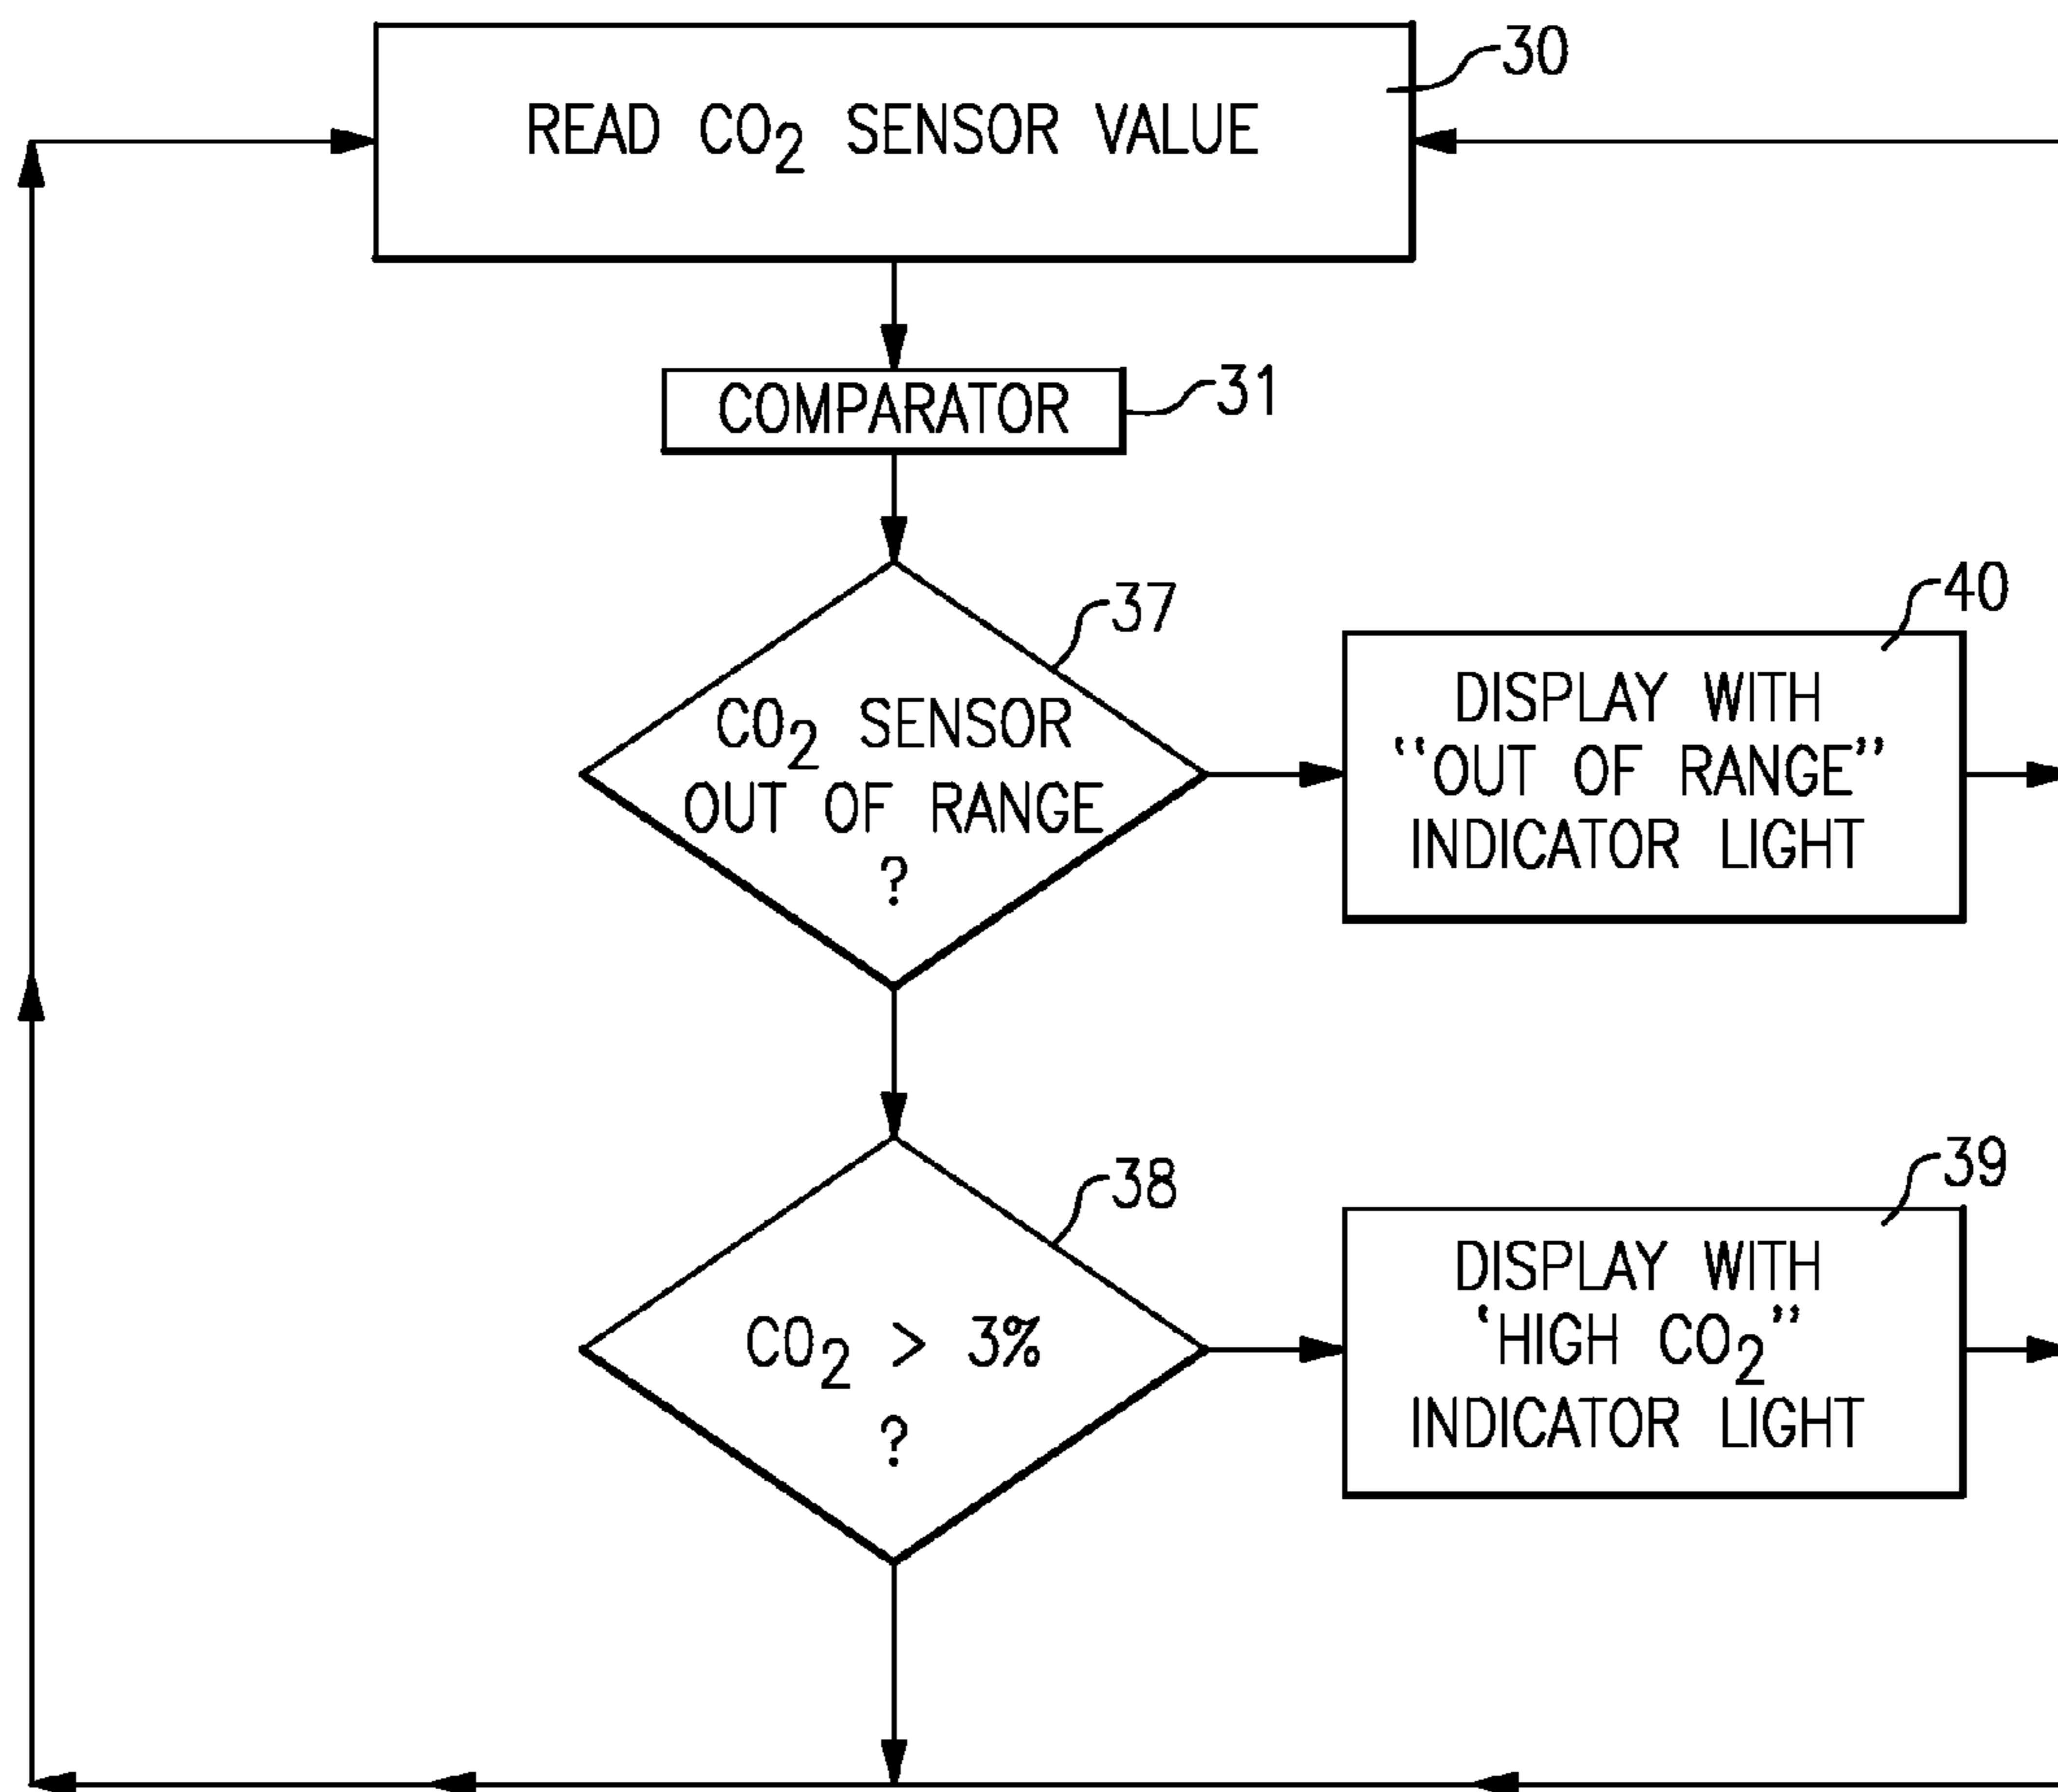 30
READ CO₂ SENSOR VALUE
COMPARATOR
31
37
CO₂ SENSOR
OUT OF RANGE
?
40
DISPLAY WITH
“OUT OF RANGE”
INDICATOR LIGHT
38
CO₂ > 3%
?
39
DISPLAY WITH
‘HIGH CO₂”
INDICATOR LIGHT